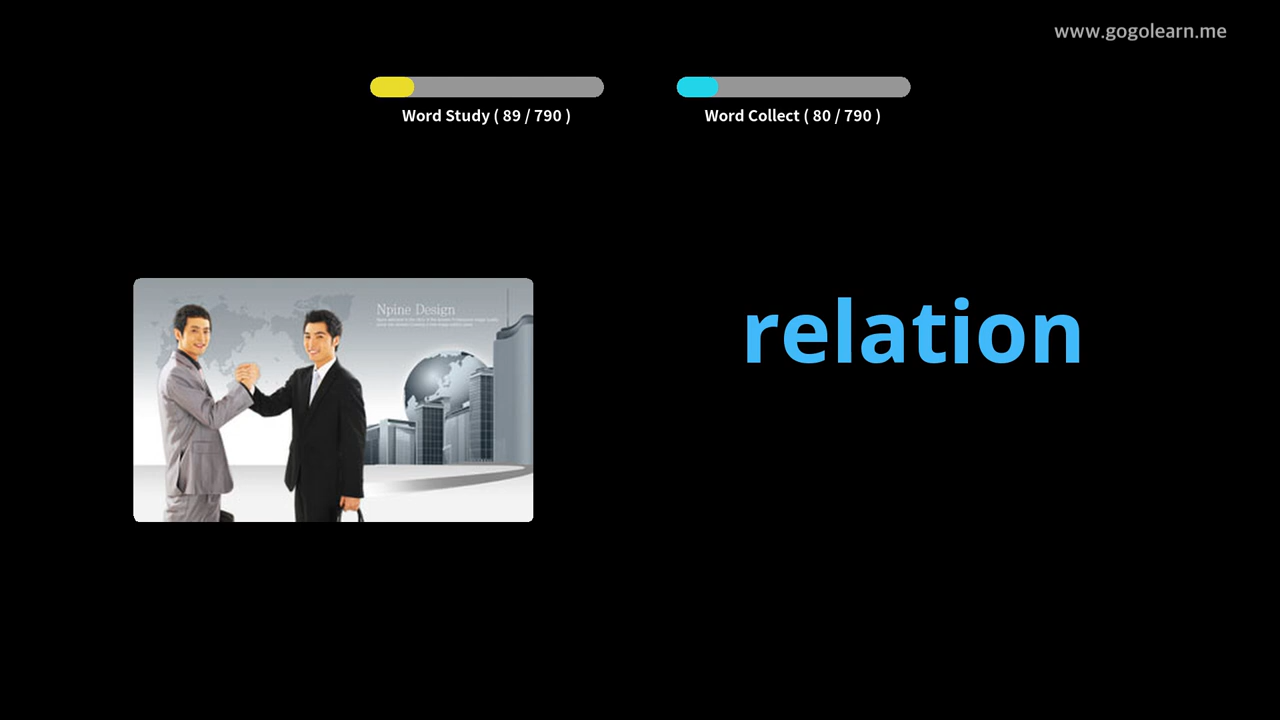 www.gogolearn.me
Word Study ( 89 / 790 )
Word Collect ( 80 / 790 )
Npine Design
relation